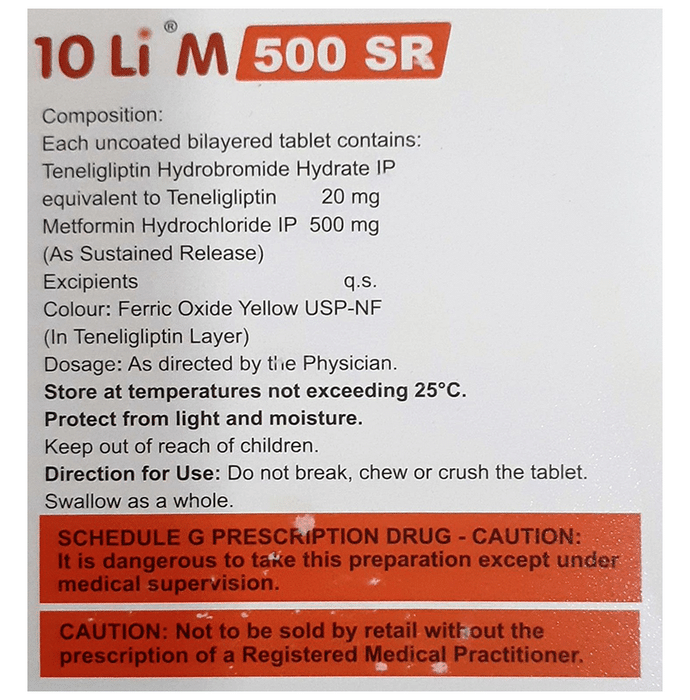 10 Li® M 500 SR
Composition:
Each uncoated bilayered tablet contains:
Teneligliptin Hydrobromide Hydrate IP
equivalent to Teneligliptin 20 mg
Metformin Hydrochloride IP 500 mg
(As Sustained Release)
Excipients q.s.
Colour: Ferric Oxide Yellow USP-NF
(In Teneligliptin Layer)
Dosage: As directed by the Physician.
Store at temperatures not exceeding 25°C.
Protect from light and moisture.
Keep out of reach of children.
Direction for Use: Do not break, chew or crush the tablet.
Swallow as a whole.
SCHEDULE G PRESCRIPTION DRUG - CAUTION:
It is dangerous to take this preparation except under
medical supervision.
CAUTION: Not to be sold by retail without the
prescription of a Registered Medical Practitioner.